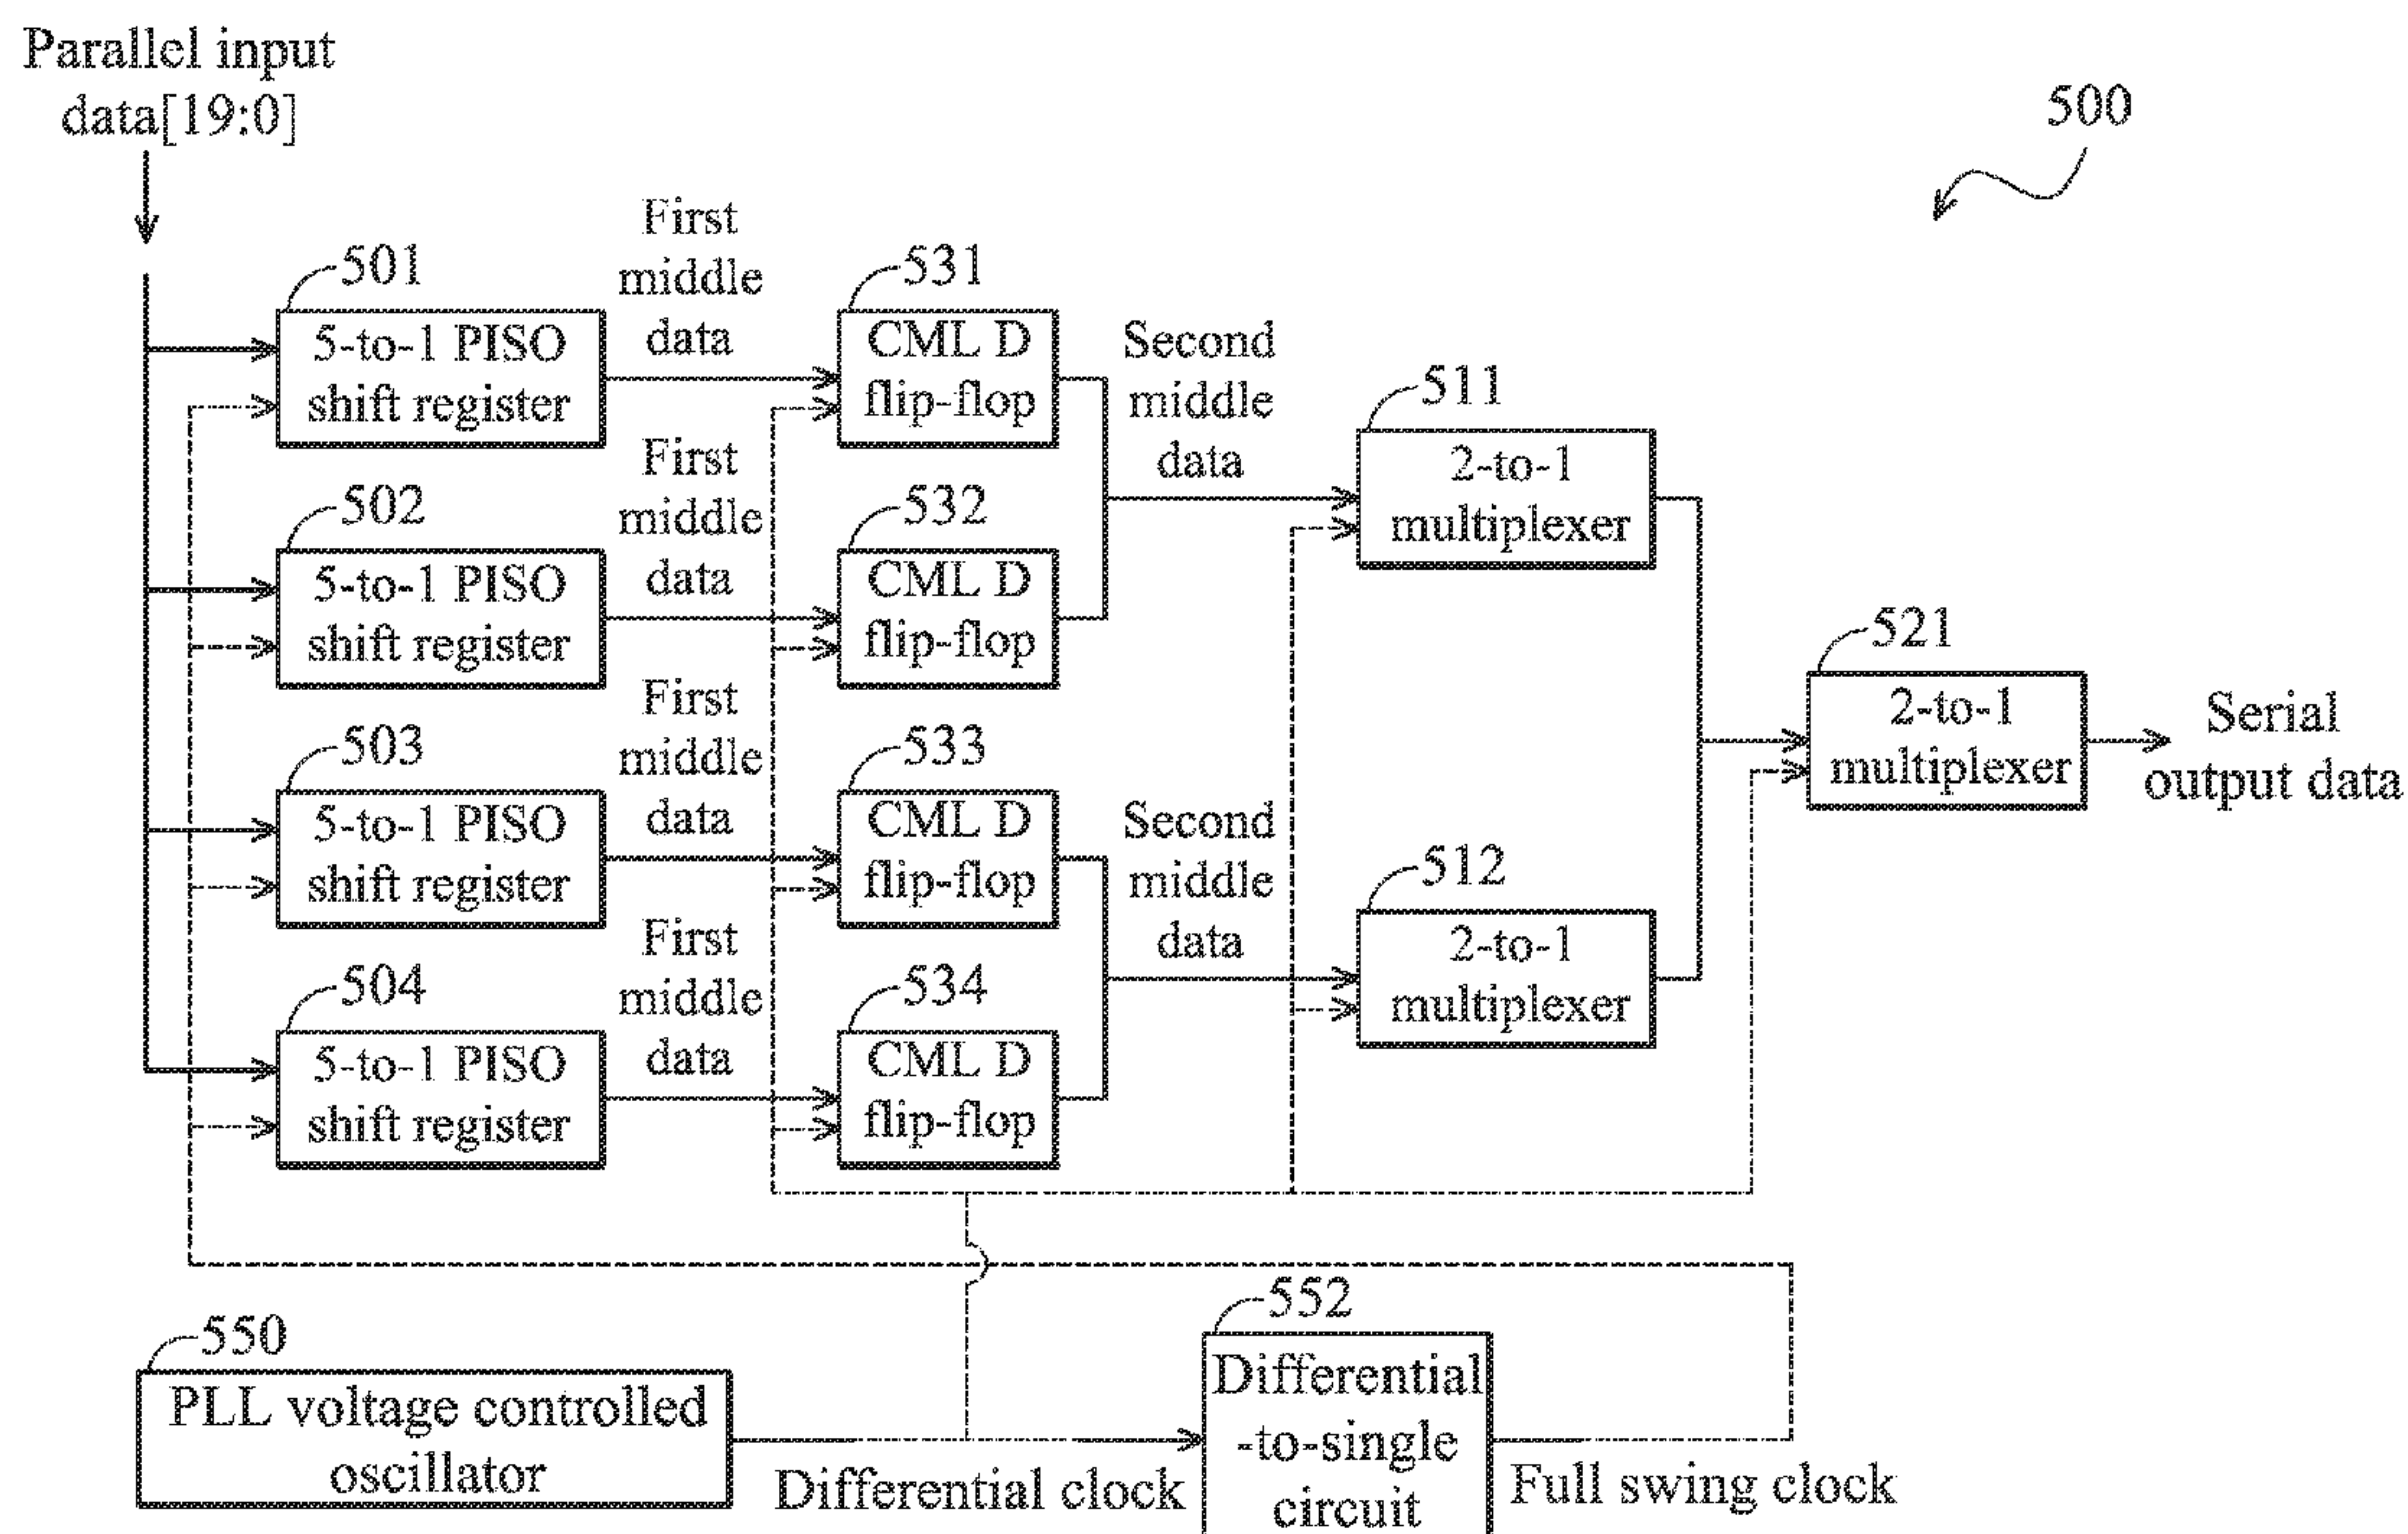 Parallel input
data[19:0]
500
501
5-to-1 PISO
shift register
First
middle
data
531
CML D
flip-flop
Second
middle
data
511
2-to-1
multiplexer
502
5-to-1 PISO
shift register
First
middle
data
532
CML D
flip-flop
521
2-to-1
multiplexer
Serial
output data
503
5-to-1 PISO
shift register
First
middle
data
533
CML D
flip-flop
Second
middle
data
512
2-to-1
multiplexer
504
5-to-1 PISO
shift register
First
middle
data
534
CML D
flip-flop
550
PLL voltage controlled
oscillator
Differential clock
552
Differential
-to-single
circuit
Full swing clock